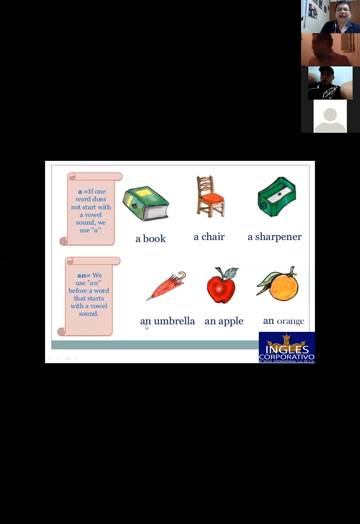 a =If one
word does
not start with
a vowel
sound, we
use "a".
a book
a chair
a sharpener
an= We
use "an"
before a word
that starts
with a vowel
sound.
an umbrella
an apple
an orange
INGLES
CORPORATIVO